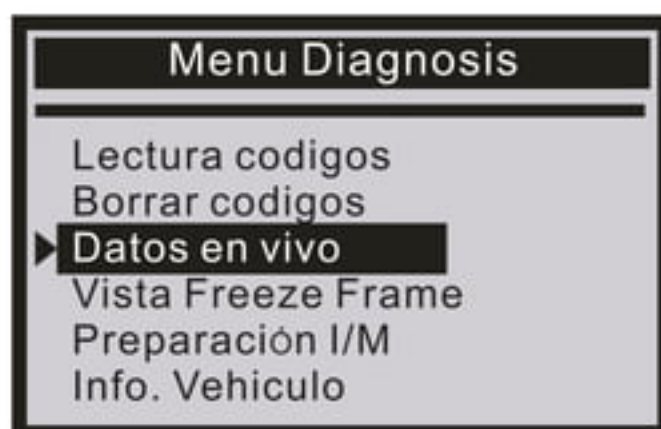 Menu Diagnosis
Lectura codigos
Borrar codigos
Datos en vivo
Vista Freeze Frame
Preparación I/M
Info. Vehiculo